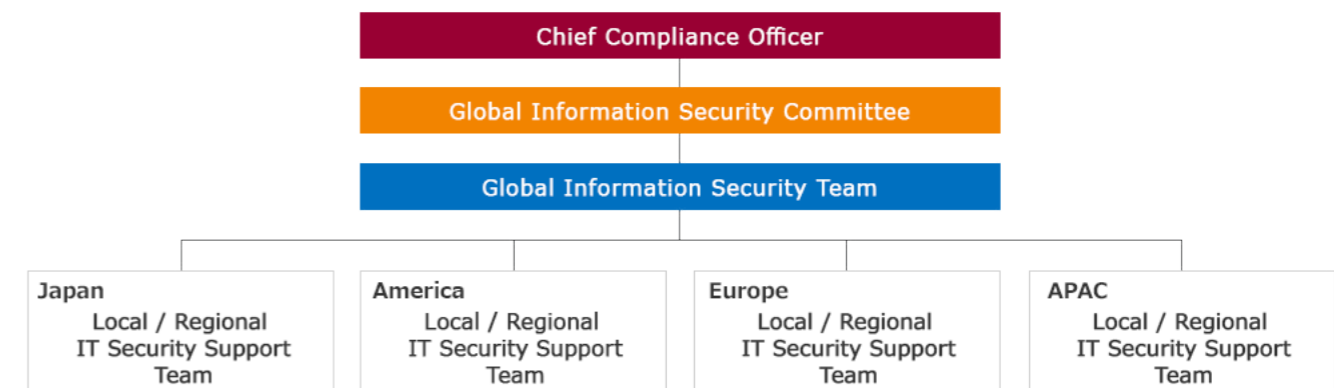 Chief Compliance Officer
Global Information Security Committee
Global Information Security Team
Japan
Local / Regional
IT Security Support
Team
America
Local / Regional
IT Security Support
Team
Europe
Local / Regional
IT Security Support
Team
APAC
Local / Regional
IT Security Support
Team